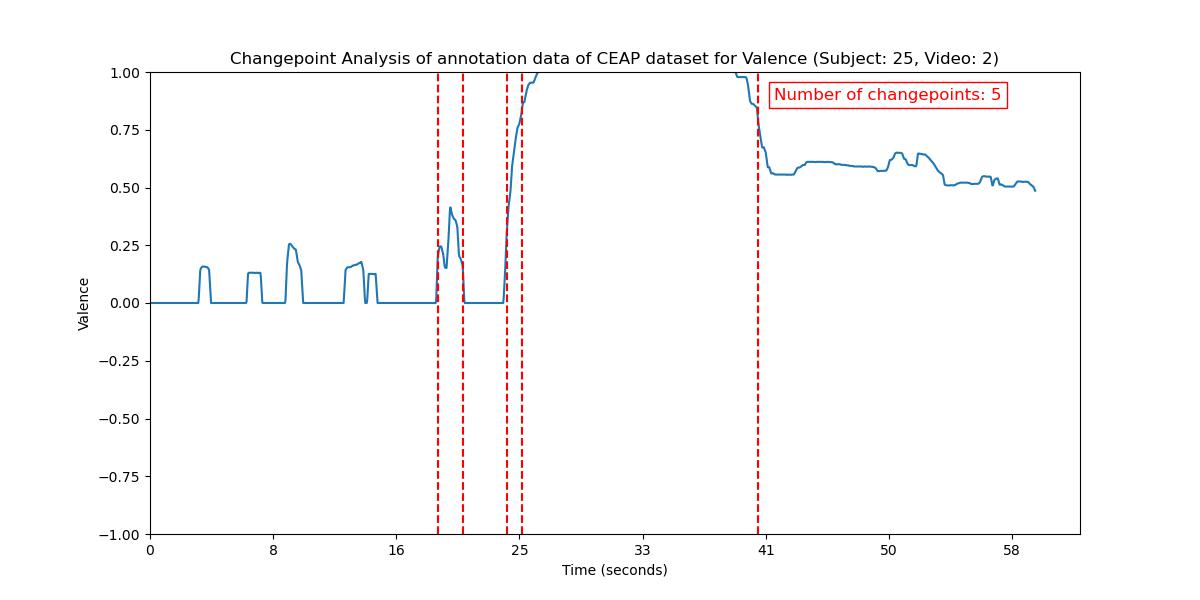 Changepoint Analysis of annotation data of CEAP dataset for Valence (Subject: 25, Video: 2)
Number of changepoints: 5
Valence
1.00
0.75
0.50
0.25
0.00
−0.25
−0.50
−0.75
−1.00
0 8 16 25 33 41 50 58
Time (seconds)